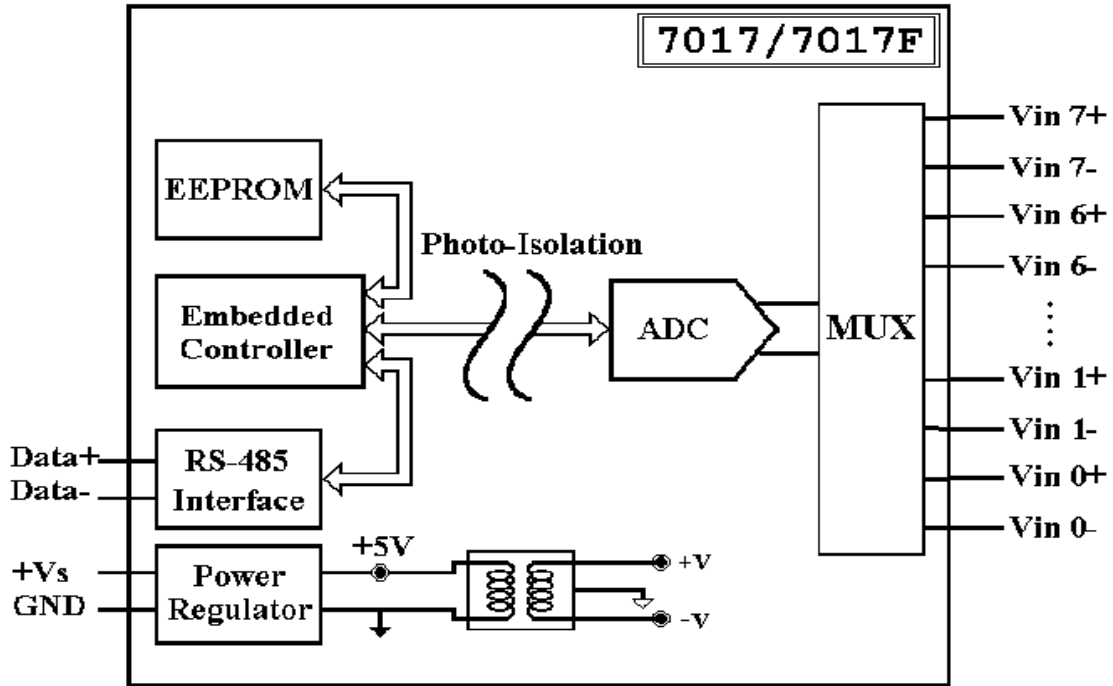 7017/7017F
EEPROM
Photo-Isolation
Embedded
Controller
ADC
MUX
Vin 7+
Vin 7-
Vin 6+
Vin 6-
Vin 1+
Vin 1-
Vin 0+
Vin 0-
Data+
Data-
RS-485
Interface
+Vs
GND
Power
Regulator
+5V
+V
-V